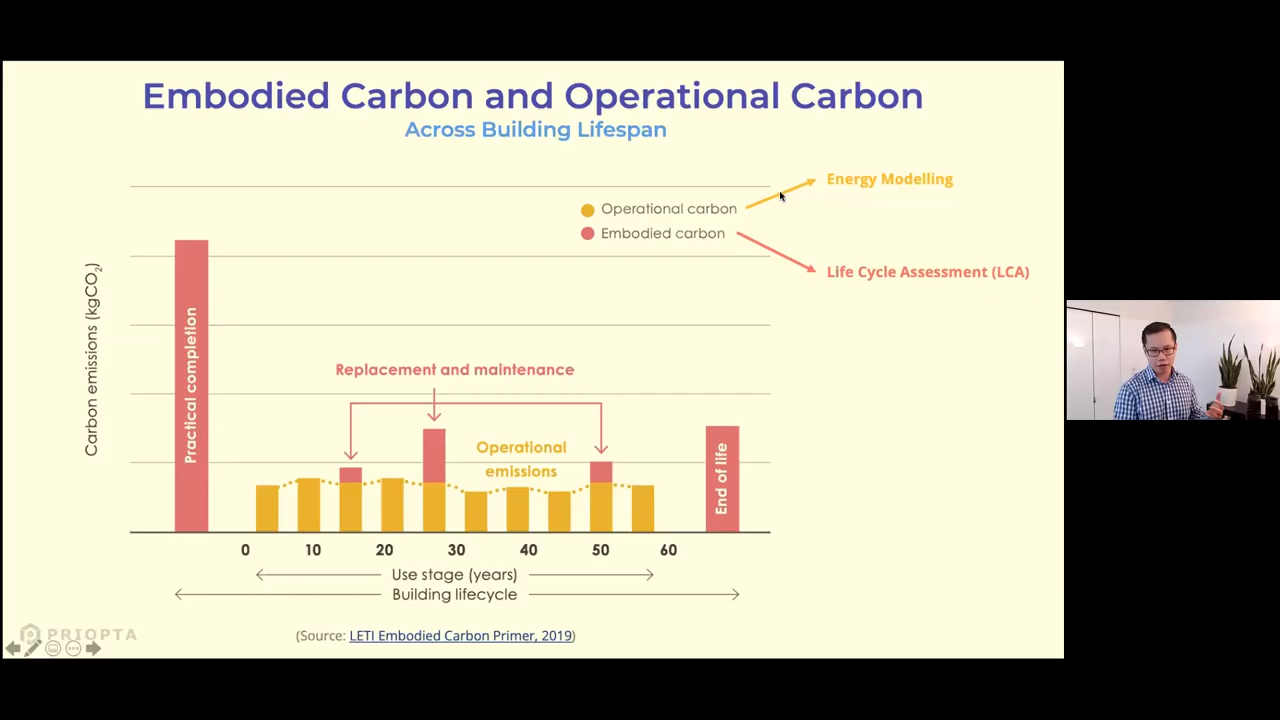 Embodied Carbon and Operational Carbon
Across Building Lifespan
Energy Modelling
Operational carbon
Embodied carbon
Life Cycle Assessment (LCA)
Carbon emissions (kgCO₂)
Practical completion
Replacement and maintenance
Operational
emissions
End of life
0 10 20 30 40 50 60
Use stage (years)
Building lifecycle
PRIOPTA
(Source: LETI Embodied Carbon Primer, 2019)